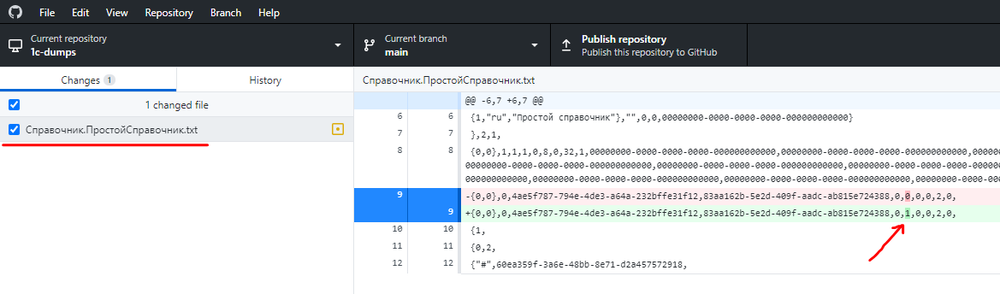 File Edit View Repository Branch Help
Current repository
1c-dumps
Current branch
main
Publish repository
Publish this repository to GitHub
Changes 1
History
Справочник.ПростойСправочник.txt
1 changed file
@@ -6,7 +6,7 @@
Справочник.ПростойСправочник.txt
6 6 {1,"ru","Простой справочник"},"",0,0,00000000-0000-0000-0000-000000000000}
7 7 },2,1,
8 8 {0,0},1,1,1,0,8,0,32,1,00000000-0000-0000-0000-000000000000,00000000-0000-0000-0000-000000000000,000000
00000000-0000-0000-0000-000000000000,00000000-0000-0000-0000-000000000000,00000000-0000-0000-0000-00000
000000000000,00000000-0000-0000-0000-000000000000,00000000-0000-0000-0000-000000000000,00000000-0000-00
9 -{0,0},0,4ae5f787-794e-4de3-a64a-232bffe31f12,83aa162b-5e2d-409f-aadc-ab815e724388,0,0,0,0,2,0,
9 +{0,0},0,4ae5f787-794e-4de3-a64a-232bffe31f12,83aa162b-5e2d-409f-aadc-ab815e724388,0,1,0,0,2,0,
10 10 {1,
11 11 {0,2,
12 12 {"#",60ea359f-3a6e-48bb-8e71-d2a457572918,